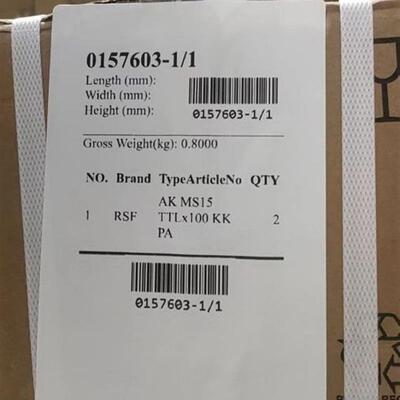 0157603-1/1
Length (mm):
Width (mm):
Height (mm):
0157603-1/1
Gross Weight(kg): 0.8000
NO. Brand TypeArticleNo QTY
AK MS15
1 RSF TTLx100 KK 2
PA
0157603-1/1